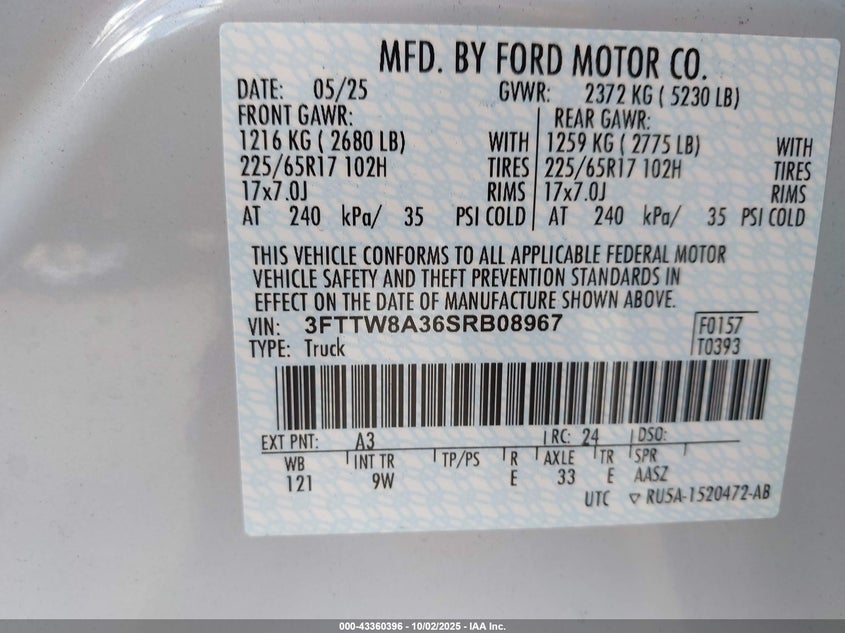 MFD. BY FORD MOTOR CO.
DATE: 05/25 GVWR: 2372 KG ( 5230 LB)
FRONT GAWR: REAR GAWR:
1216 KG ( 2680 LB) WITH 1259 KG ( 2775 LB) WITH
225/65R17 102H TIRES 225/65R17 102H TIRES
17x7.0J RIMS 17x7.0J RIMS
AT 240 kPa/ 35 PSI COLD AT 240 kPa/ 35 PSI COLD
THIS VEHICLE CONFORMS TO ALL APPLICABLE FEDERAL MOTOR
VEHICLE SAFETY AND THEFT PREVENTION STANDARDS IN
EFFECT ON THE DATE OF MANUFACTURE SHOWN ABOVE.
VIN: 3FTTW8A36SRB08967 F0157
TYPE: Truck T0393
EXT PNT: A3 RC: 24 DSO:
WB INT TR TP/PS R AXLE TR SPR
121 9W E 33 E AASZ
UTC ▽ RU5A-1520472-AB
000-43360396 - 10/02/2025 - IAA Inc.